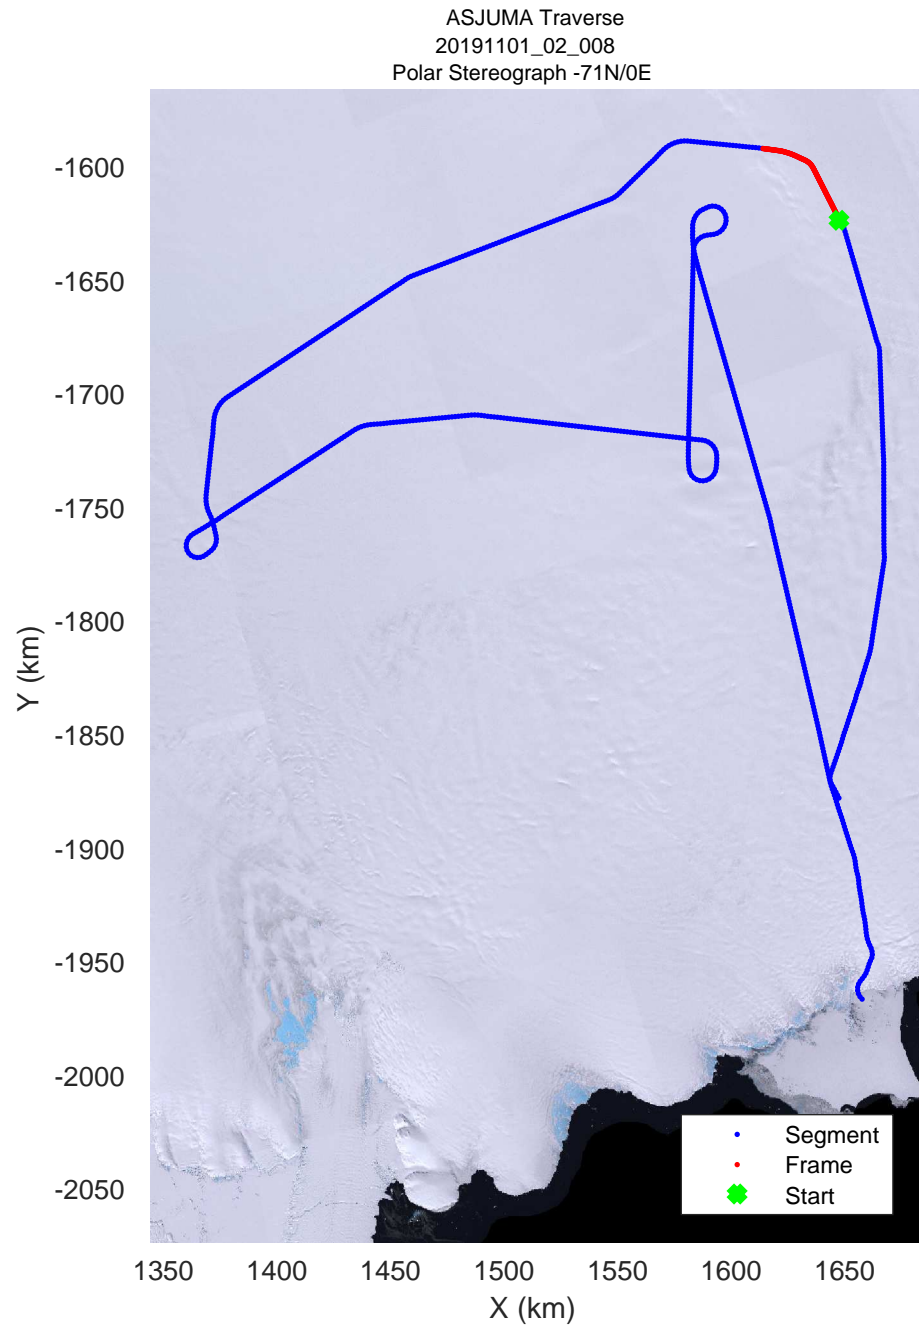 ASJUMA Traverse
20191101_02_008
Polar Stereograph -71N/0E
-1600
-1650
-1700
-1750
-1800
-1850
-1900
-1950
-2000
-2050
Y (km)
1350 1400 1450 1500 1550 1600 1650
X (km)
Segment
Frame
Start